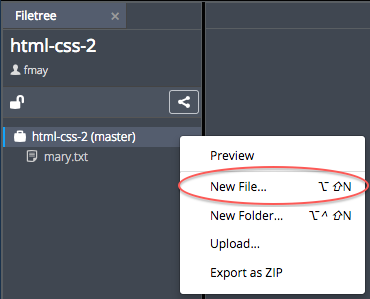 Filetree ×
html-css-2
fmay
html-css-2 (master)
mary.txt
Preview
New File... ⌥ ⇧N
New Folder... ⌥^ ⇧N
Upload...
Export as ZIP